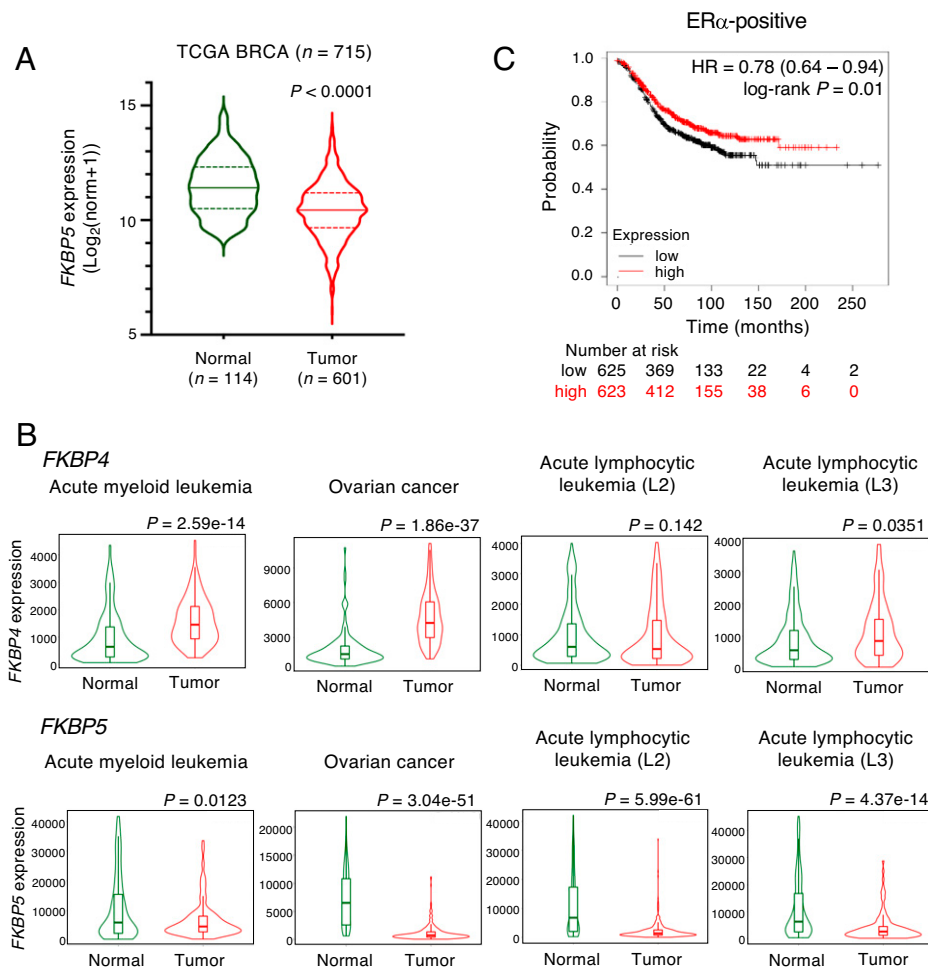 A
TCGA BRCA (n = 715)
P < 0.0001
FKBP5 expression
(Log₂(norm+1))
15
10
5
Normal
(n = 114)
Tumor
(n = 601)
C
ERα-positive
HR = 0.78 (0.64 – 0.94)
log-rank P = 0.01
Probability
1.0
0.8
0.6
0.4
0.2
0.0
Expression
low
high
0 50 100 150 200 250
Time (months)
Number at risk
low 625 369 133 22 4 2
high 623 412 155 38 6 0
B
FKBP4
Acute myeloid leukemia
P = 2.59e-14
FKBP4 expression
4000
3000
2000
1000
0
Normal Tumor
Ovarian cancer
P = 1.86e-37
9000
6000
3000
0
Normal Tumor
Acute lymphocytic
leukemia (L2)
P = 0.142
4000
3000
2000
1000
0
Normal Tumor
Acute lymphocytic
leukemia (L3)
P = 0.0351
4000
3000
2000
1000
0
Normal Tumor
FKBP5
Acute myeloid leukemia
P = 0.0123
FKBP5 expression
40000
30000
20000
10000
0
Normal Tumor
Ovarian cancer
P = 3.04e-51
20000
15000
10000
5000
0
Normal Tumor
Acute lymphocytic
leukemia (L2)
P = 5.99e-61
40000
30000
20000
10000
0
Normal Tumor
Acute lymphocytic
leukemia (L3)
P = 4.37e-14
40000
30000
20000
10000
0
Normal Tumor